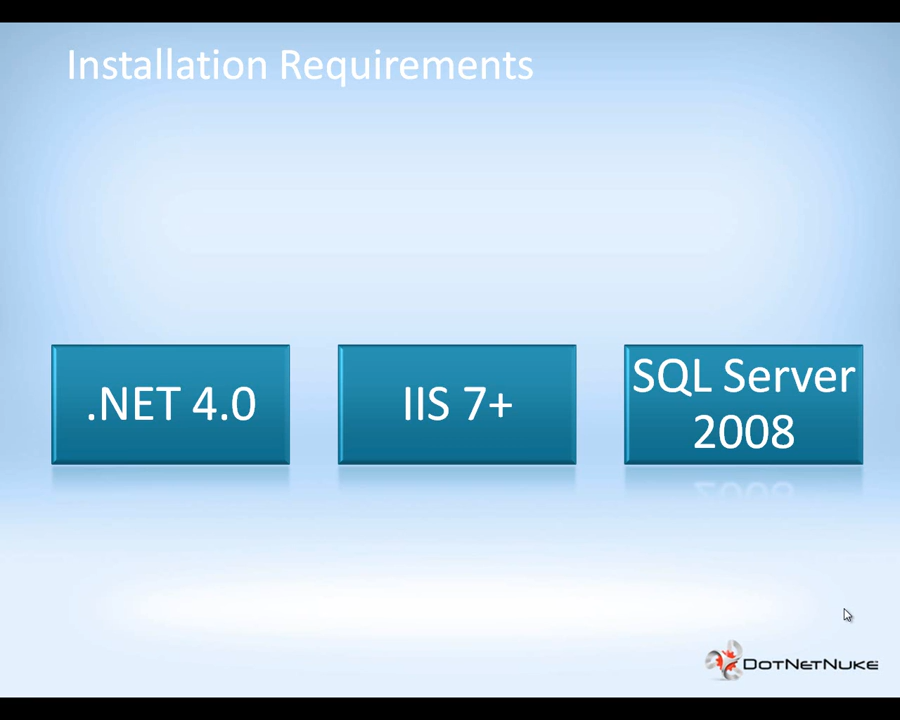 Installation Requirements
.NET 4.0
IIS 7+
SQL Server
2008
DotNetNuke